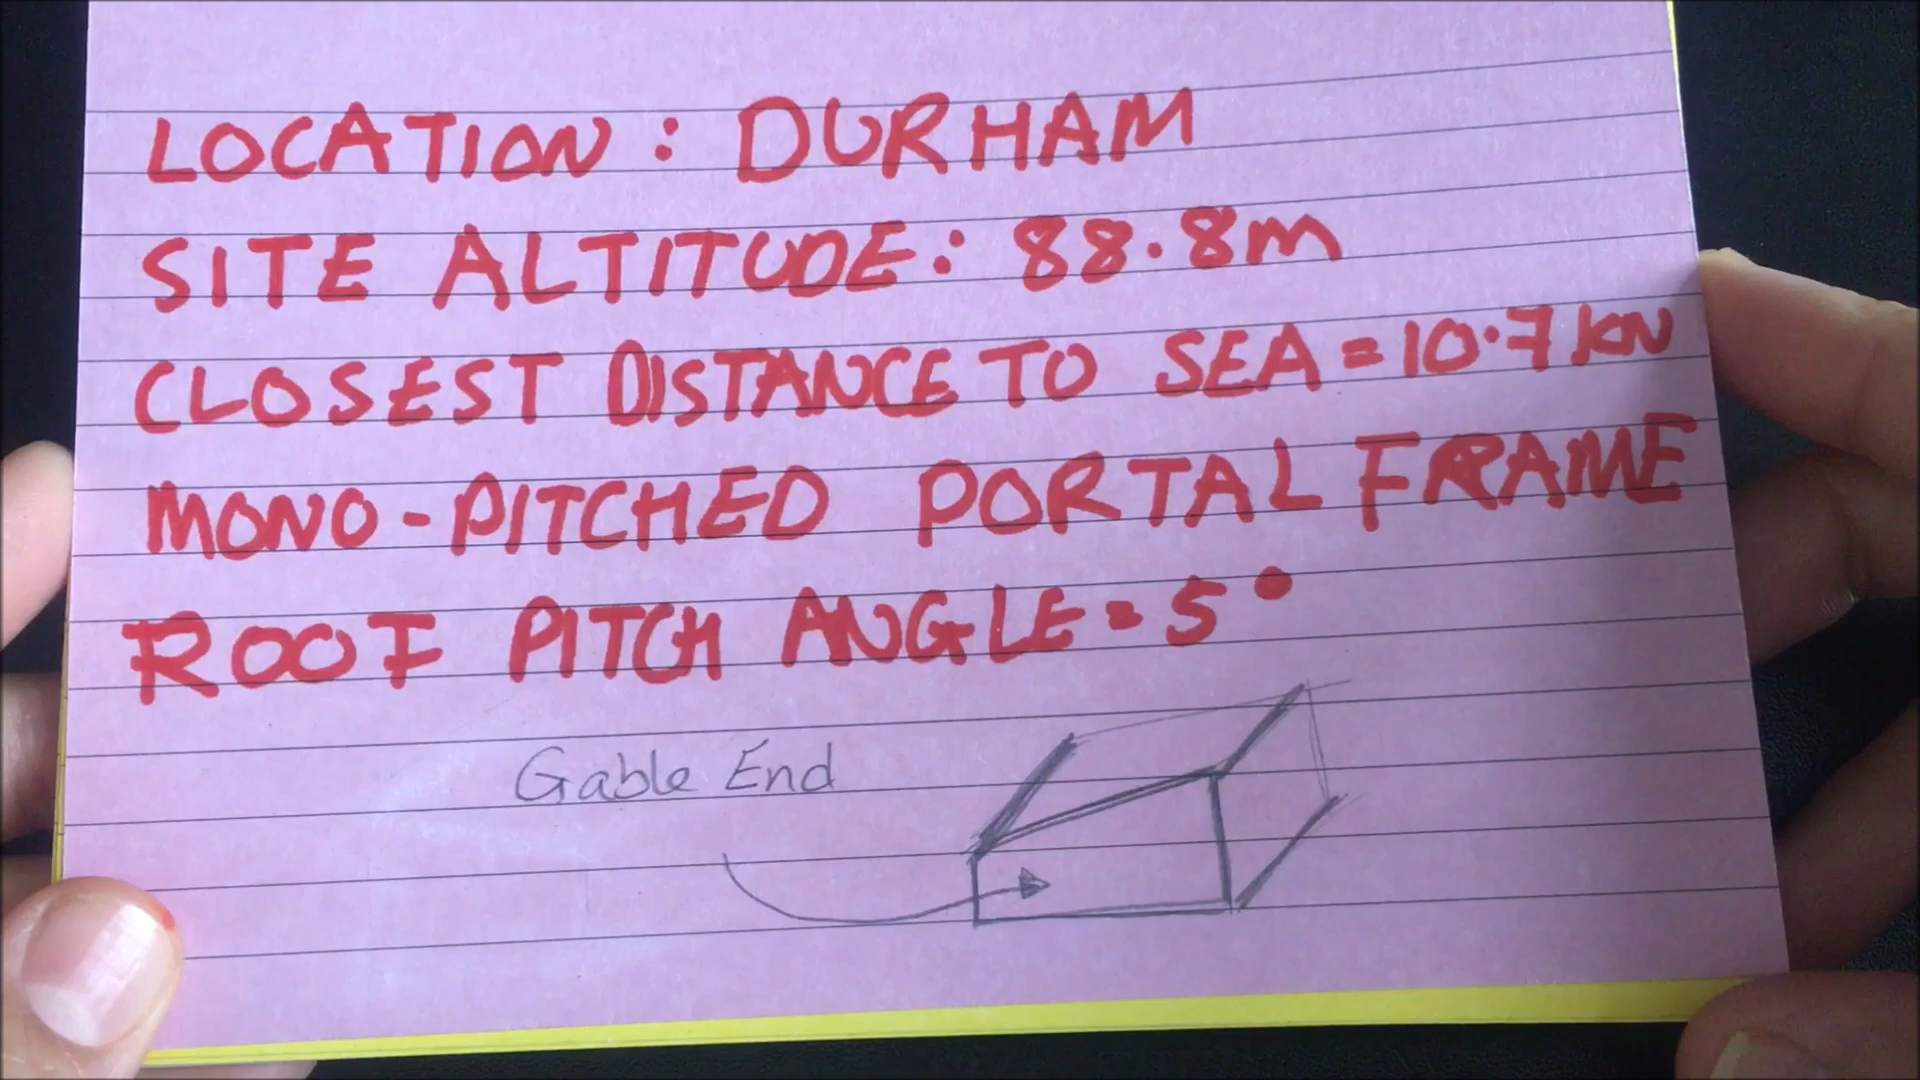 LOCATION : DURHAM
SITE ALTITUDE: 88.8m
CLOSEST DISTANCE TO SEA = 10.7 KN
MONO-PITCHED PORTAL FRAME
ROOF PITCH ANGLE = 5°
Gable End